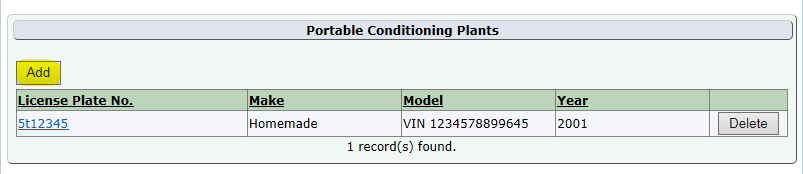 Portable Conditioning Plants
Add
License Plate No. Make Model Year
5t12345 Homemade VIN 1234578899645 2001 Delete
1 record(s) found.